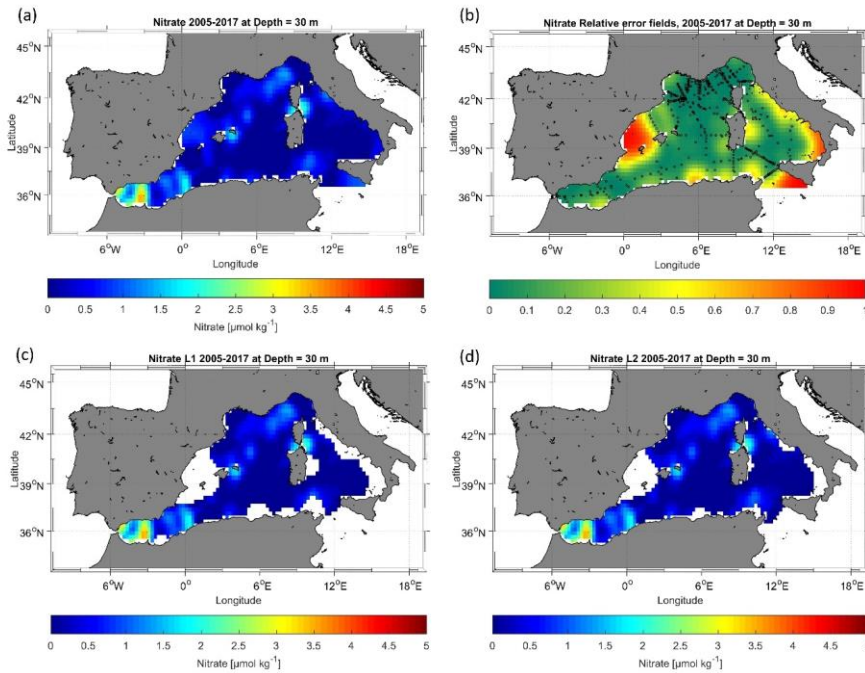 (a)
Nitrate 2005-2017 at Depth = 30 m
45°N
42°N
39°N
36°N
Latitude
6°W 0° 6°E 12°E 18°E
Longitude
0 0.5 1 1.5 2 2.5 3 3.5 4 4.5 5
Nitrate [μmol kg⁻¹]
(b)
Nitrate Relative error fields, 2005-2017 at Depth = 30 m
45°N
42°N
39°N
36°N
Latitude
6°W 0° 6°E 12°E 18°E
Longitude
0 0.1 0.2 0.3 0.4 0.5 0.6 0.7 0.8 0.9 1
(c)
Nitrate L1 2005-2017 at Depth = 30 m
45°N
42°N
39°N
36°N
Latitude
6°W 0° 6°E 12°E 18°E
Longitude
0 0.5 1 1.5 2 2.5 3 3.5 4 4.5 5
Nitrate [μmol kg⁻¹]
(d)
Nitrate L2 2005-2017 at Depth = 30 m
45°N
42°N
39°N
36°N
Latitude
6°W 0° 6°E 12°E 18°E
Longitude
0 0.5 1 1.5 2 2.5 3 3.5 4 4.5
Nitrate [μmol kg⁻¹]